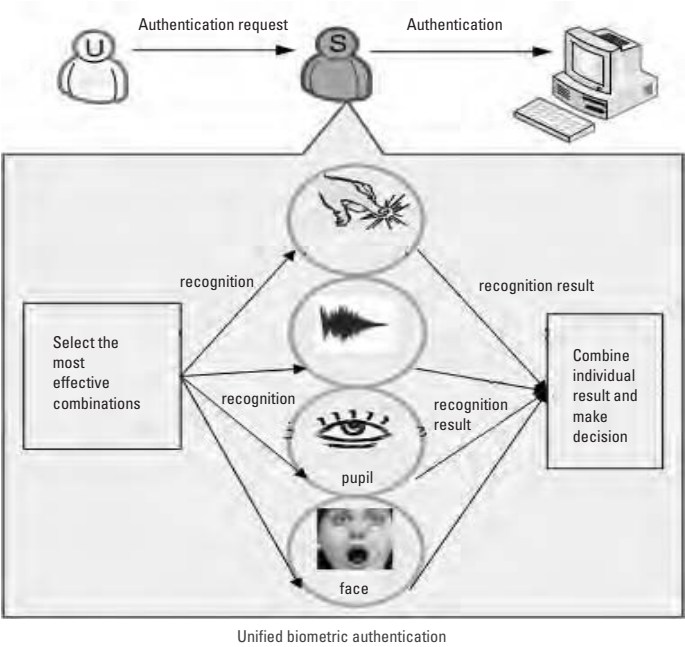 Authentication request
Authentication
U
S
recognition
recognition result
Select the
most
effective
combinations
Combine
individual
result and
make
decision
recognition
recognition
result
pupil
face
Unified biometric authentication